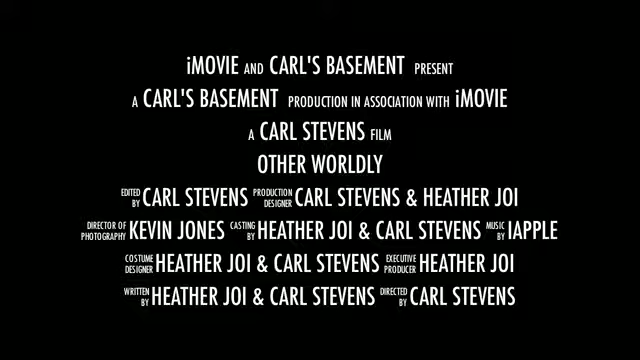 iMOVIE AND CARL'S BASEMENT PRESENT
A CARL'S BASEMENT PRODUCTION IN ASSOCIATION WITH iMOVIE
A CARL STEVENS FILM
OTHER WORLDLY
EDITED BY CARL STEVENS PRODUCTION DESIGNER CARL STEVENS & HEATHER JOI
DIRECTOR OF PHOTOGRAPHY KEVIN JONES CASTING BY HEATHER JOI & CARL STEVENS MUSIC BY IAPPLE
COSTUME DESIGNER HEATHER JOI & CARL STEVENS EXECUTIVE PRODUCER HEATHER JOI
WRITTEN BY HEATHER JOI & CARL STEVENS DIRECTED BY CARL STEVENS